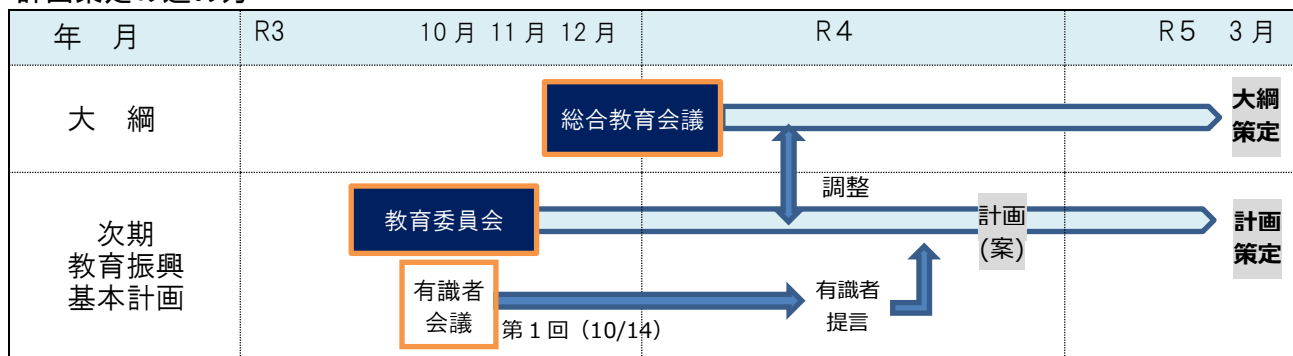 年 月 R3 10月 11月 12月 R4 R5 3月
大 綱
総合教育会議
大綱
策定
調整
次期
教育振興
基本計画
教育委員会
計画
(案)
計画
策定
有識者
会議
第1回（10/14）
有識者
提言